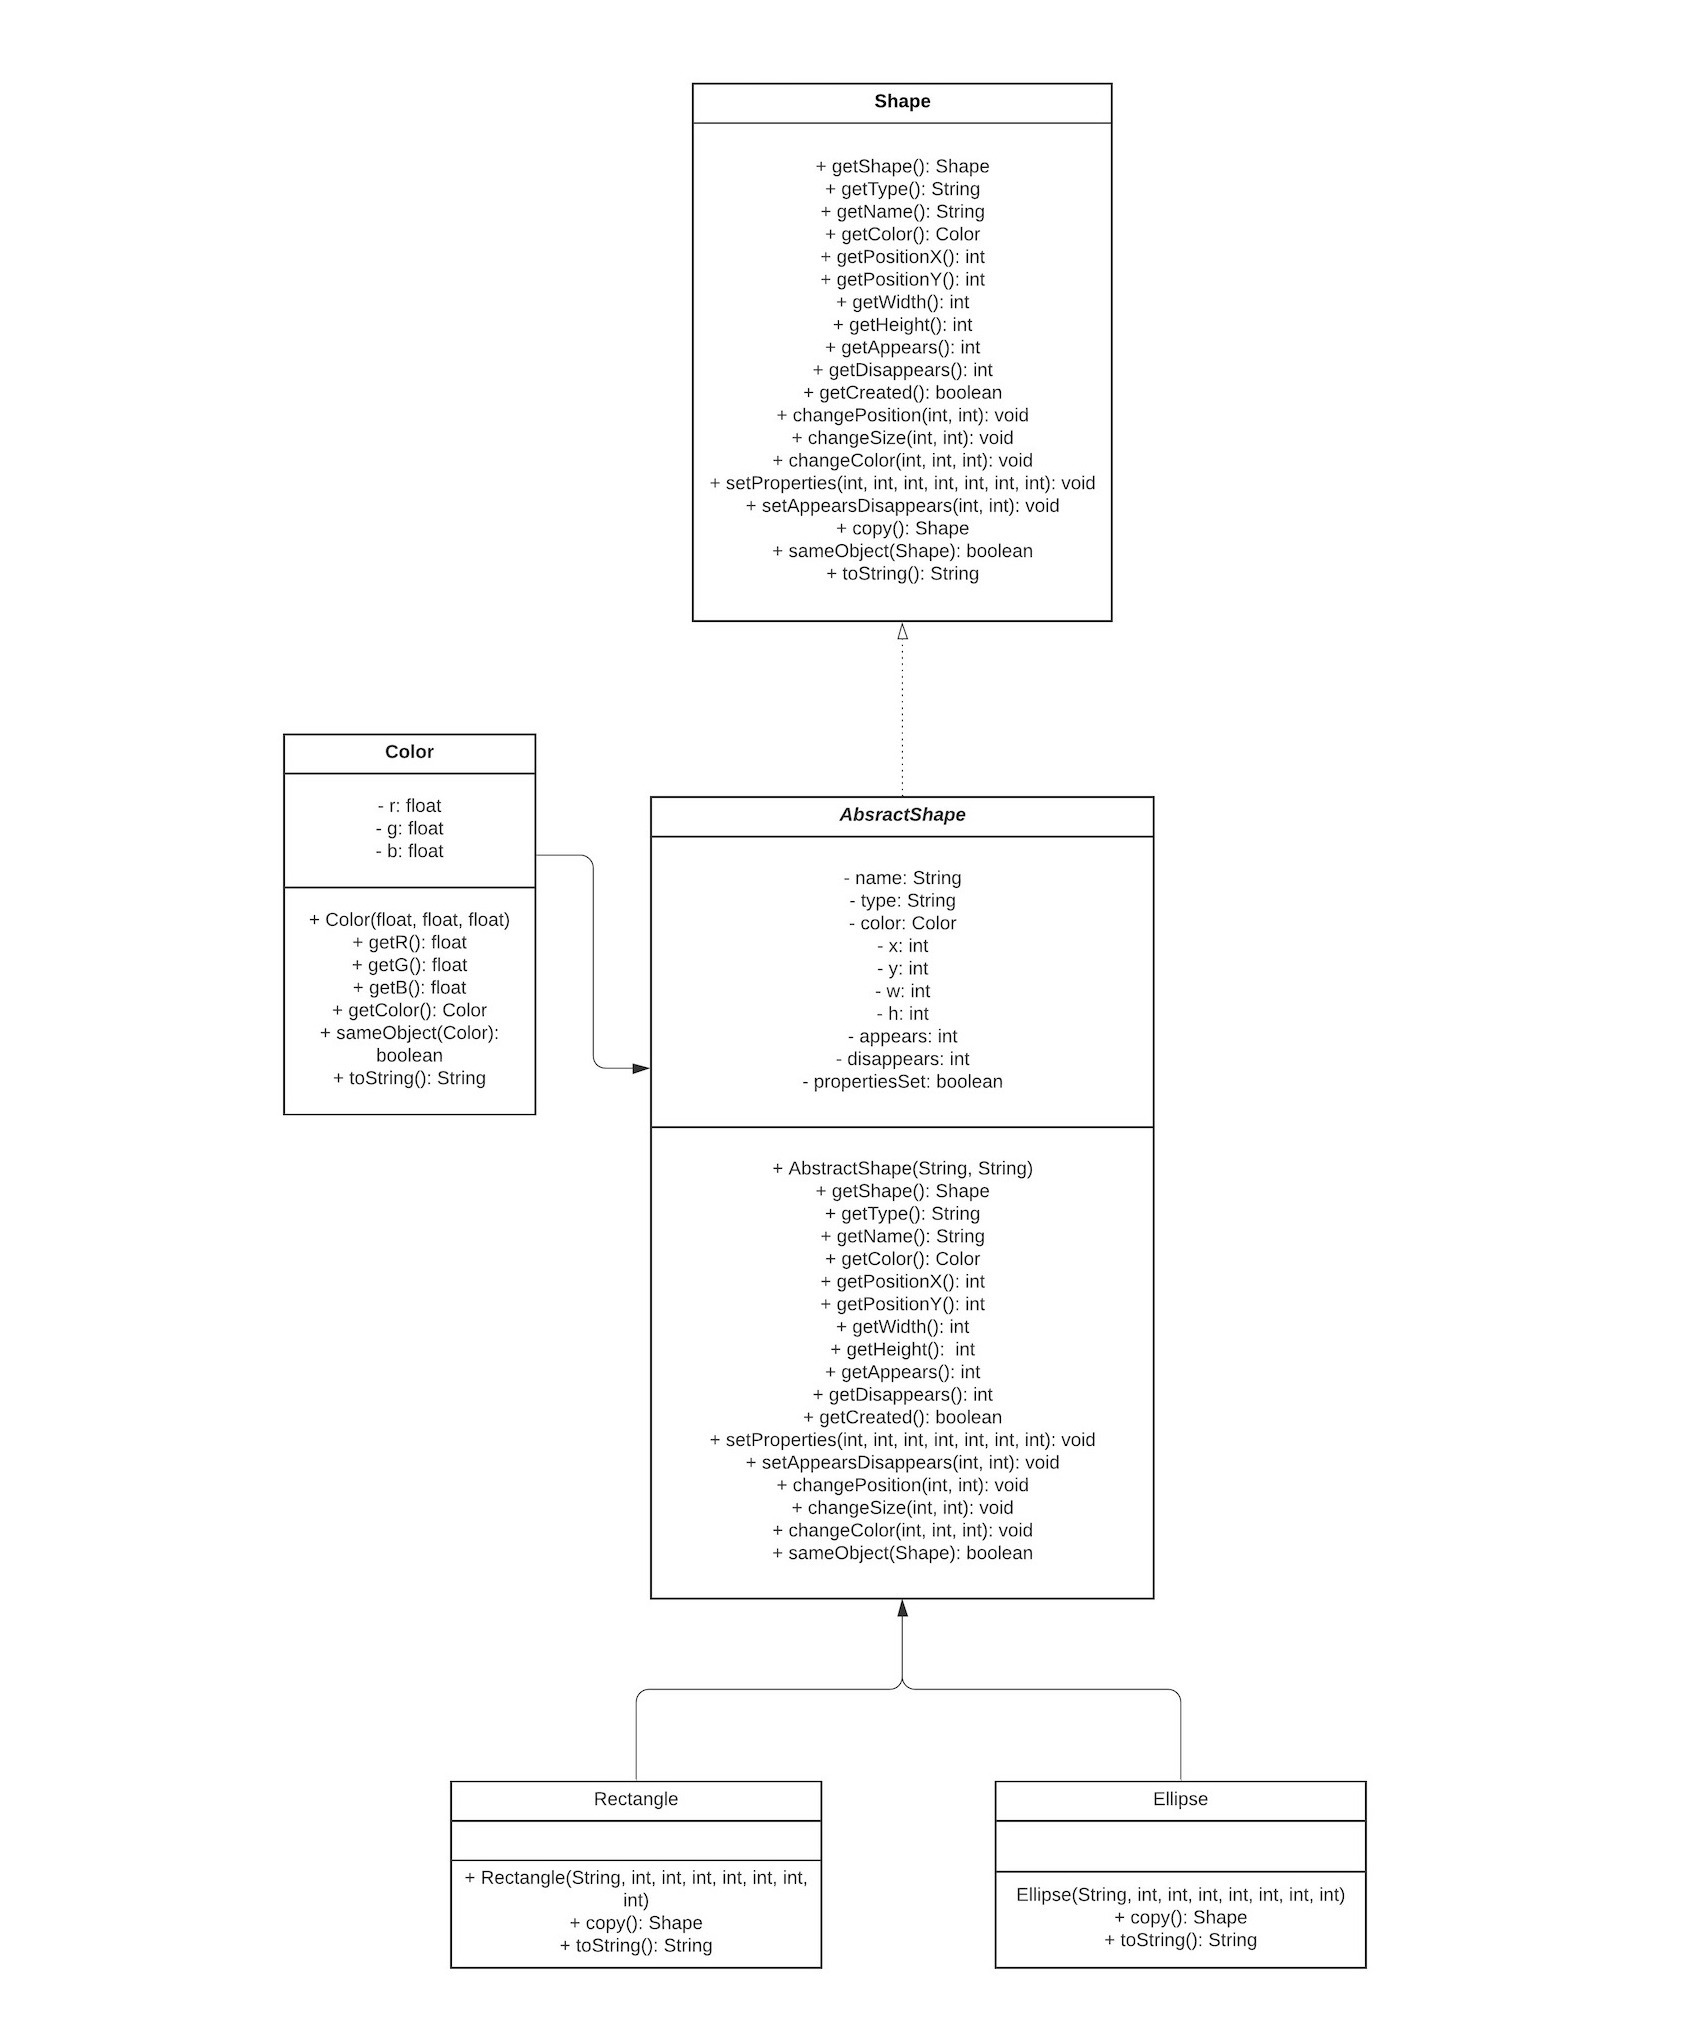 Shape
+ getShape(): Shape
+ getType(): String
+ getName(): String
+ getColor(): Color
+ getPositionX(): int
+ getPositionY(): int
+ getWidth(): int
+ getHeight(): int
+ getAppears(): int
+ getDisappears(): int
+ getCreated(): boolean
+ changePosition(int, int): void
+ changeSize(int, int): void
+ changeColor(int, int, int): void
+ setProperties(int, int, int, int, int, int, int): void
+ setAppearsDisappears(int, int): void
+ copy(): Shape
+ sameObject(Shape): boolean
+ toString(): String
Color
- r: float
- g: float
- b: float
+ Color(float, float, float)
+ getR(): float
+ getG(): float
+ getB(): float
+ getColor(): Color
+ sameObject(Color):
boolean
+ toString(): String
AbsractShape
- name: String
- type: String
- color: Color
- x: int
- y: int
- w: int
- h: int
- appears: int
- disappears: int
- propertiesSet: boolean
+ AbstractShape(String, String)
+ getShape(): Shape
+ getType(): String
+ getName(): String
+ getColor(): Color
+ getPositionX(): int
+ getPositionY(): int
+ getWidth(): int
+ getHeight():  int
+ getAppears(): int
+ getDisappears(): int
+ getCreated(): boolean
+ setProperties(int, int, int, int, int, int, int): void
+ setAppearsDisappears(int, int): void
+ changePosition(int, int): void
+ changeSize(int, int): void
+ changeColor(int, int, int): void
+ sameObject(Shape): boolean
Rectangle
+ Rectangle(String, int, int, int, int, int, int,
int)
+ copy(): Shape
+ toString(): String
Ellipse
Ellipse(String, int, int, int, int, int, int, int)
+ copy(): Shape
+ toString(): String